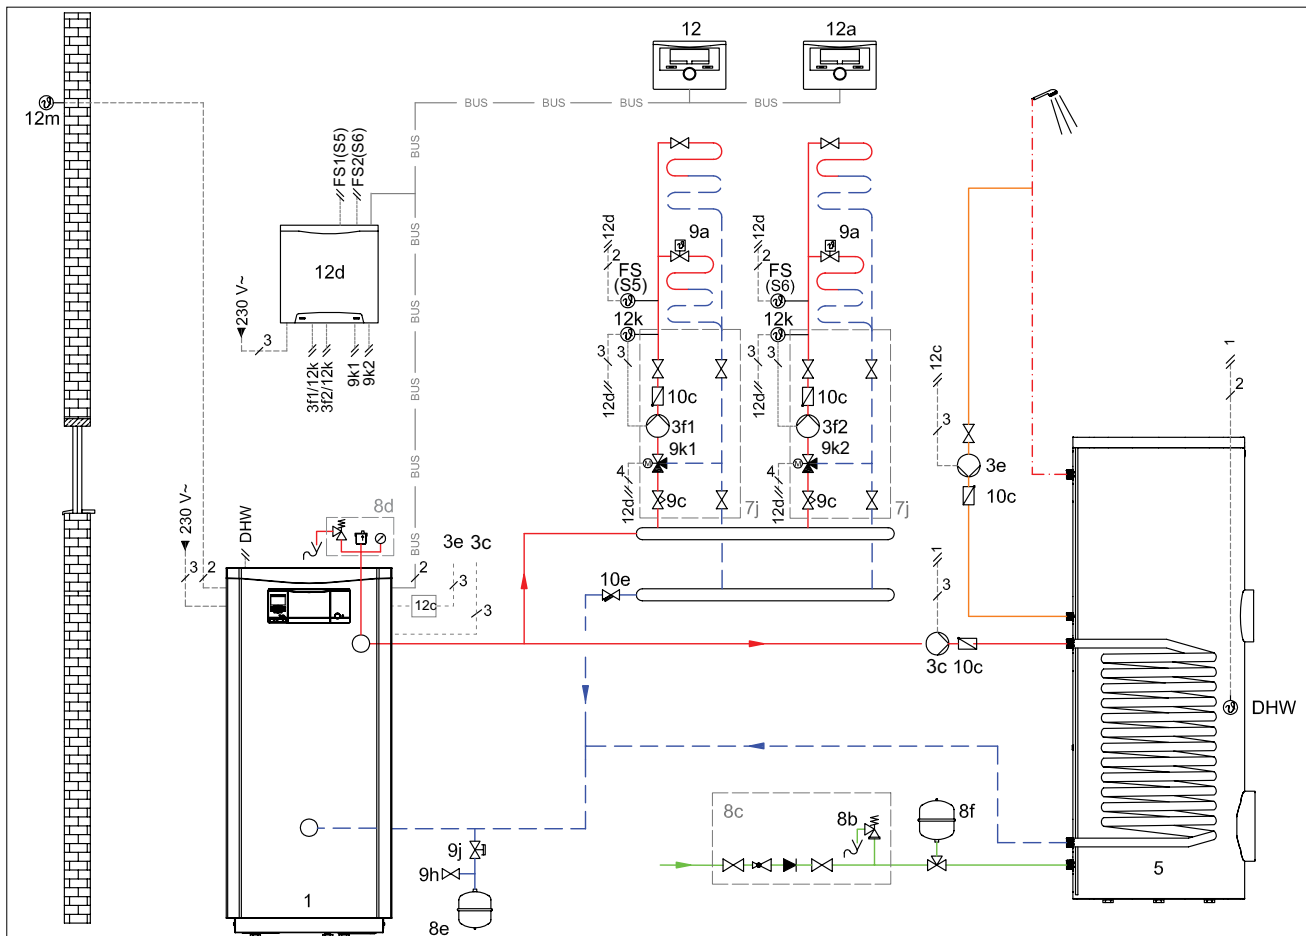 12
12a
BUS
BUS
BUS
BUS
12m
BUS
FS1(S5)
FS2(S6)
12d
230 V~
3
3f1/12k
3f2/12k
9k1
9k2
BUS
BUS
BUS
12d
2
9a
FS
(S5)
12k
3
3
12d
10c
3f1
9k1
M
4
12d
9c
7j
12d
2
9a
FS
(S6)
12k
3
3
12d
10c
3f2
9k2
M
4
12d
9c
7j
12c
3
3e
10c
1
2
230 V~
3
2
DHW
8d
2
3e
3c
3
12c
3
10e
1
3
3c
10c
DHW
8c
8b
8f
9j
9h
8e
1
5